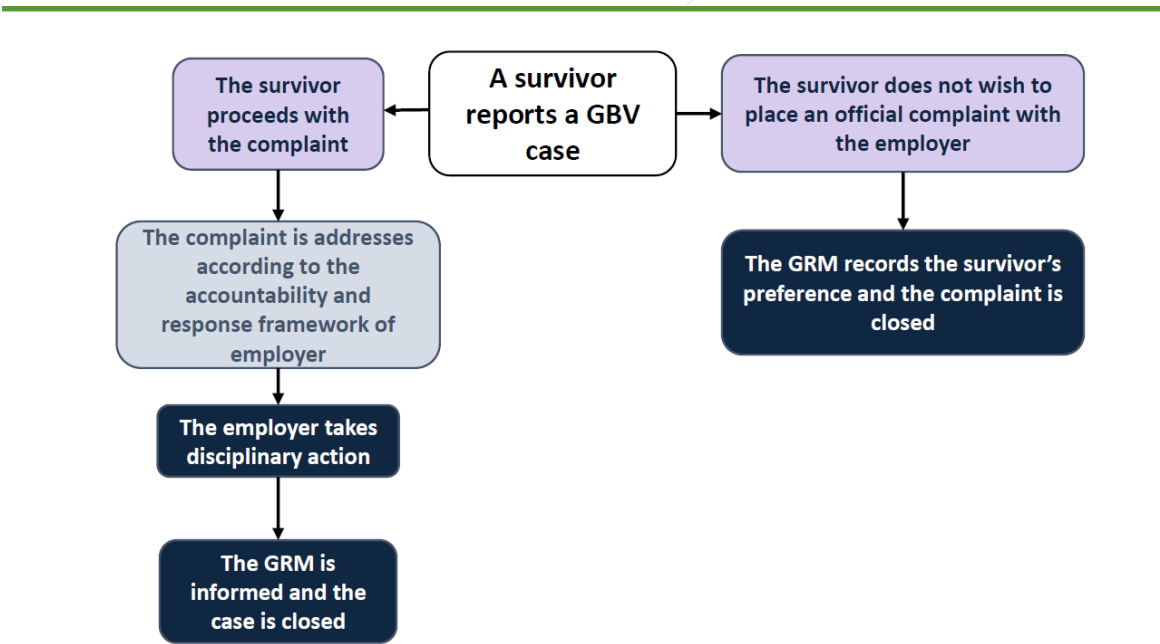 A survivor
reports a GBV
case
The survivor
proceeds with
the complaint
The complaint is addresses
according to the
accountability and
response framework of
employer
The employer takes
disciplinary action
The GRM is
informed and the
case is closed
The survivor does not wish to
place an official complaint with
the employer
The GRM records the survivor's
preference and the complaint is
closed